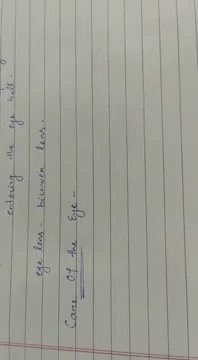 entering the eye ball.
eye lens - biconvex lens.
Care Of the Eye -